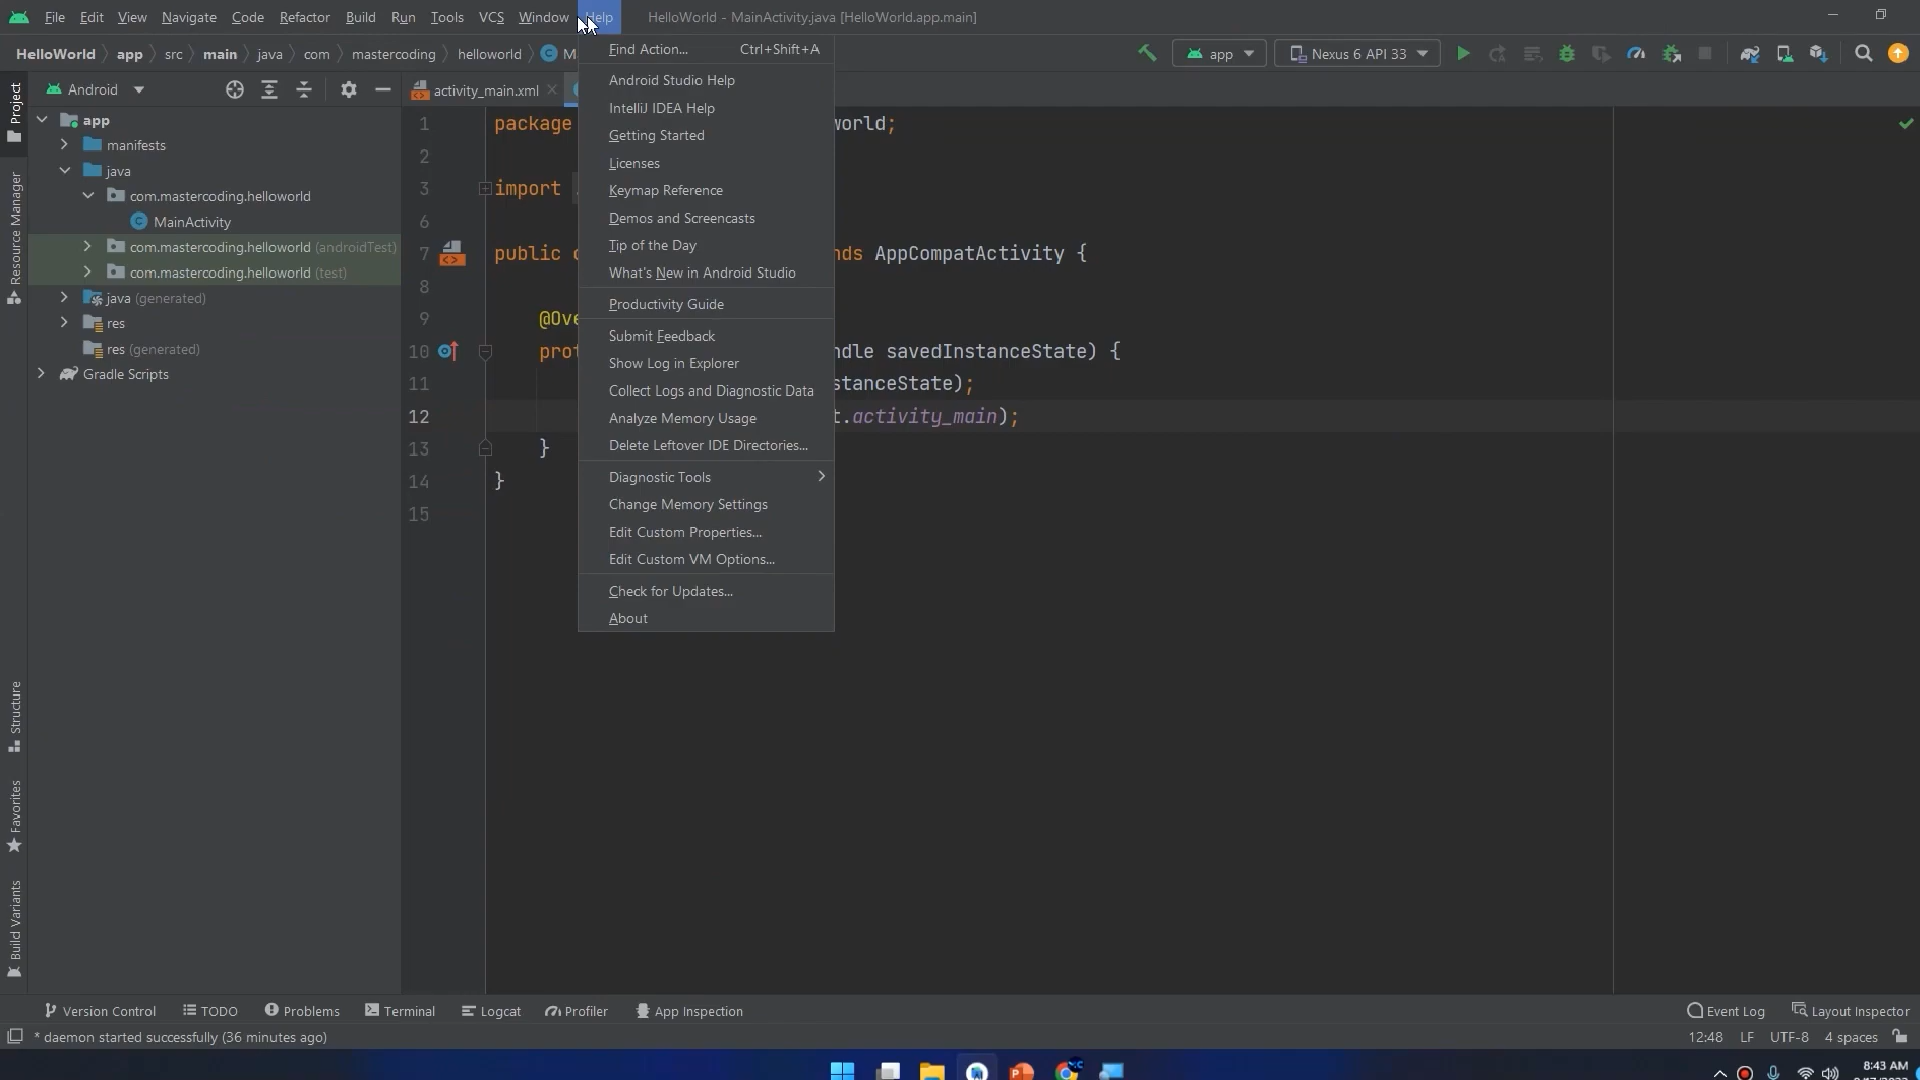 File Edit View Navigate Code Refactor Build Run Tools VCS Window Help HelloWorld - MainActivity.java [HelloWorld.app.main]
HelloWorld app src main java com mastercoding helloworld app Nexus 6 API 33
Android
activity_main.xml
Project
Resource Manager
Structure
Favorites
Build Variants
app
manifests
java
com.mastercoding.helloworld
MainActivity
com.mastercoding.helloworld (androidTest)
com.mastercoding.helloworld (test)
java (generated)
res
res (generated)
Gradle Scripts
Find Action... Ctrl+Shift+A
Android Studio Help
IntelliJ IDEA Help
Getting Started
Licenses
Keymap Reference
Demos and Screencasts
Tip of the Day
What's New in Android Studio
Productivity Guide
Submit Feedback
Show Log in Explorer
Collect Logs and Diagnostic Data
Analyze Memory Usage
Delete Leftover IDE Directories...
Diagnostic Tools
Change Memory Settings
Edit Custom Properties...
Edit Custom VM Options...
Check for Updates...
About
1 package world;
2
3 import
6
7 public nds AppCompatActivity {
8
9 @Ove
10 prot ndle savedInstanceState) {
11 stanceState);
12 t.activity_main);
13 }
14 }
15
Version Control TODO Problems Terminal Logcat Profiler App Inspection Event Log Layout Inspector
* daemon started successfully (36 minutes ago) 12:48 LF UTF-8 4 spaces
8:43 AM